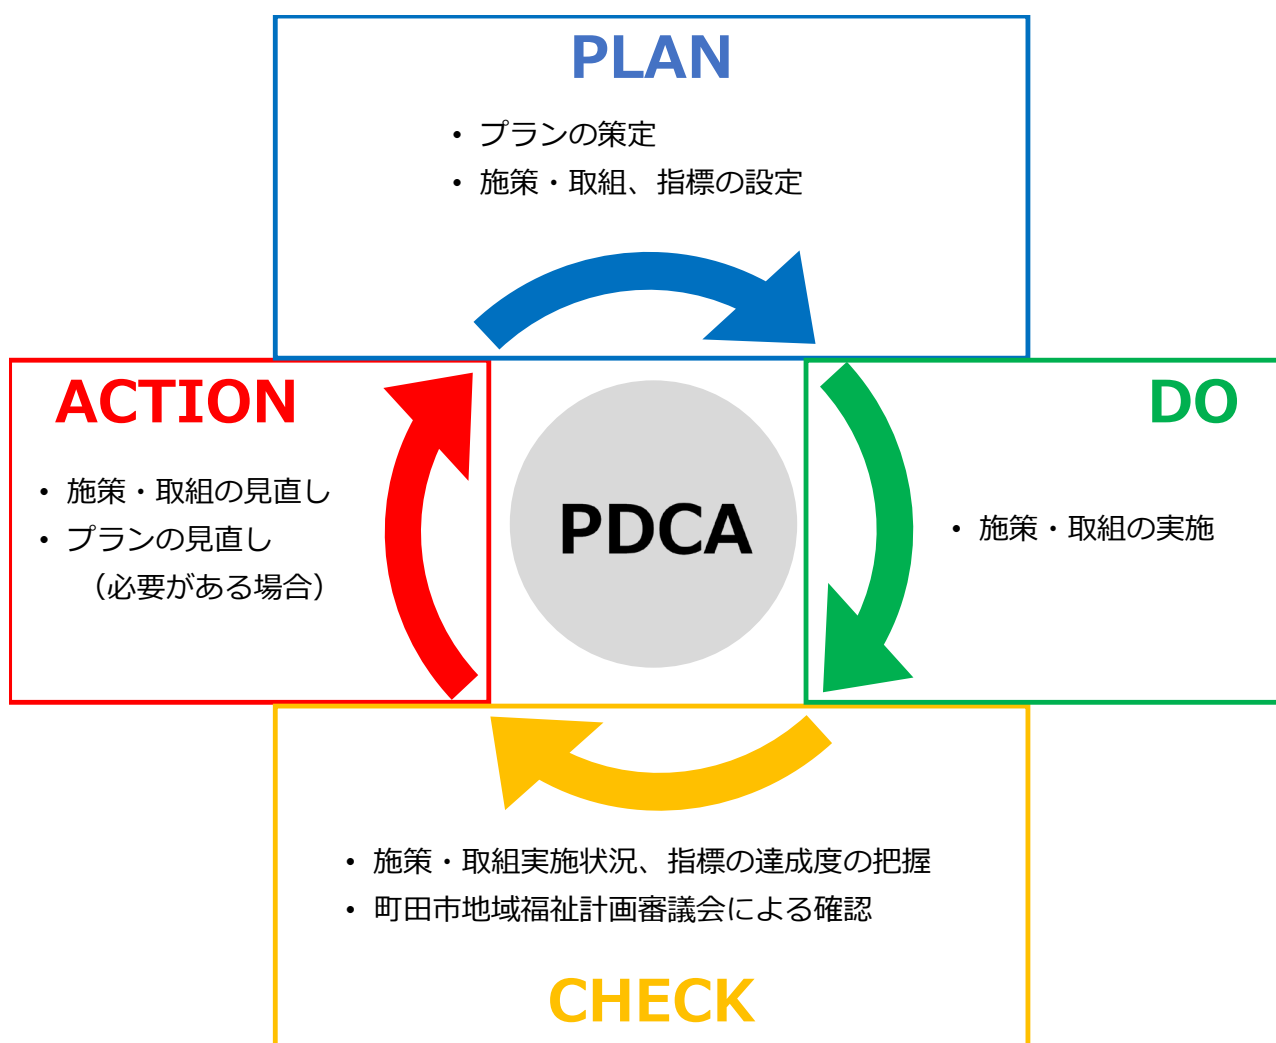 PLAN
• プランの策定
• 施策・取組、指標の設定
ACTION
• 施策・取組の見直し
• プランの見直し
（必要がある場合）
PDCA
DO
• 施策・取組の実施
• 施策・取組実施状況、指標の達成度の把握
• 町田市地域福祉計画審議会による確認
CHECK